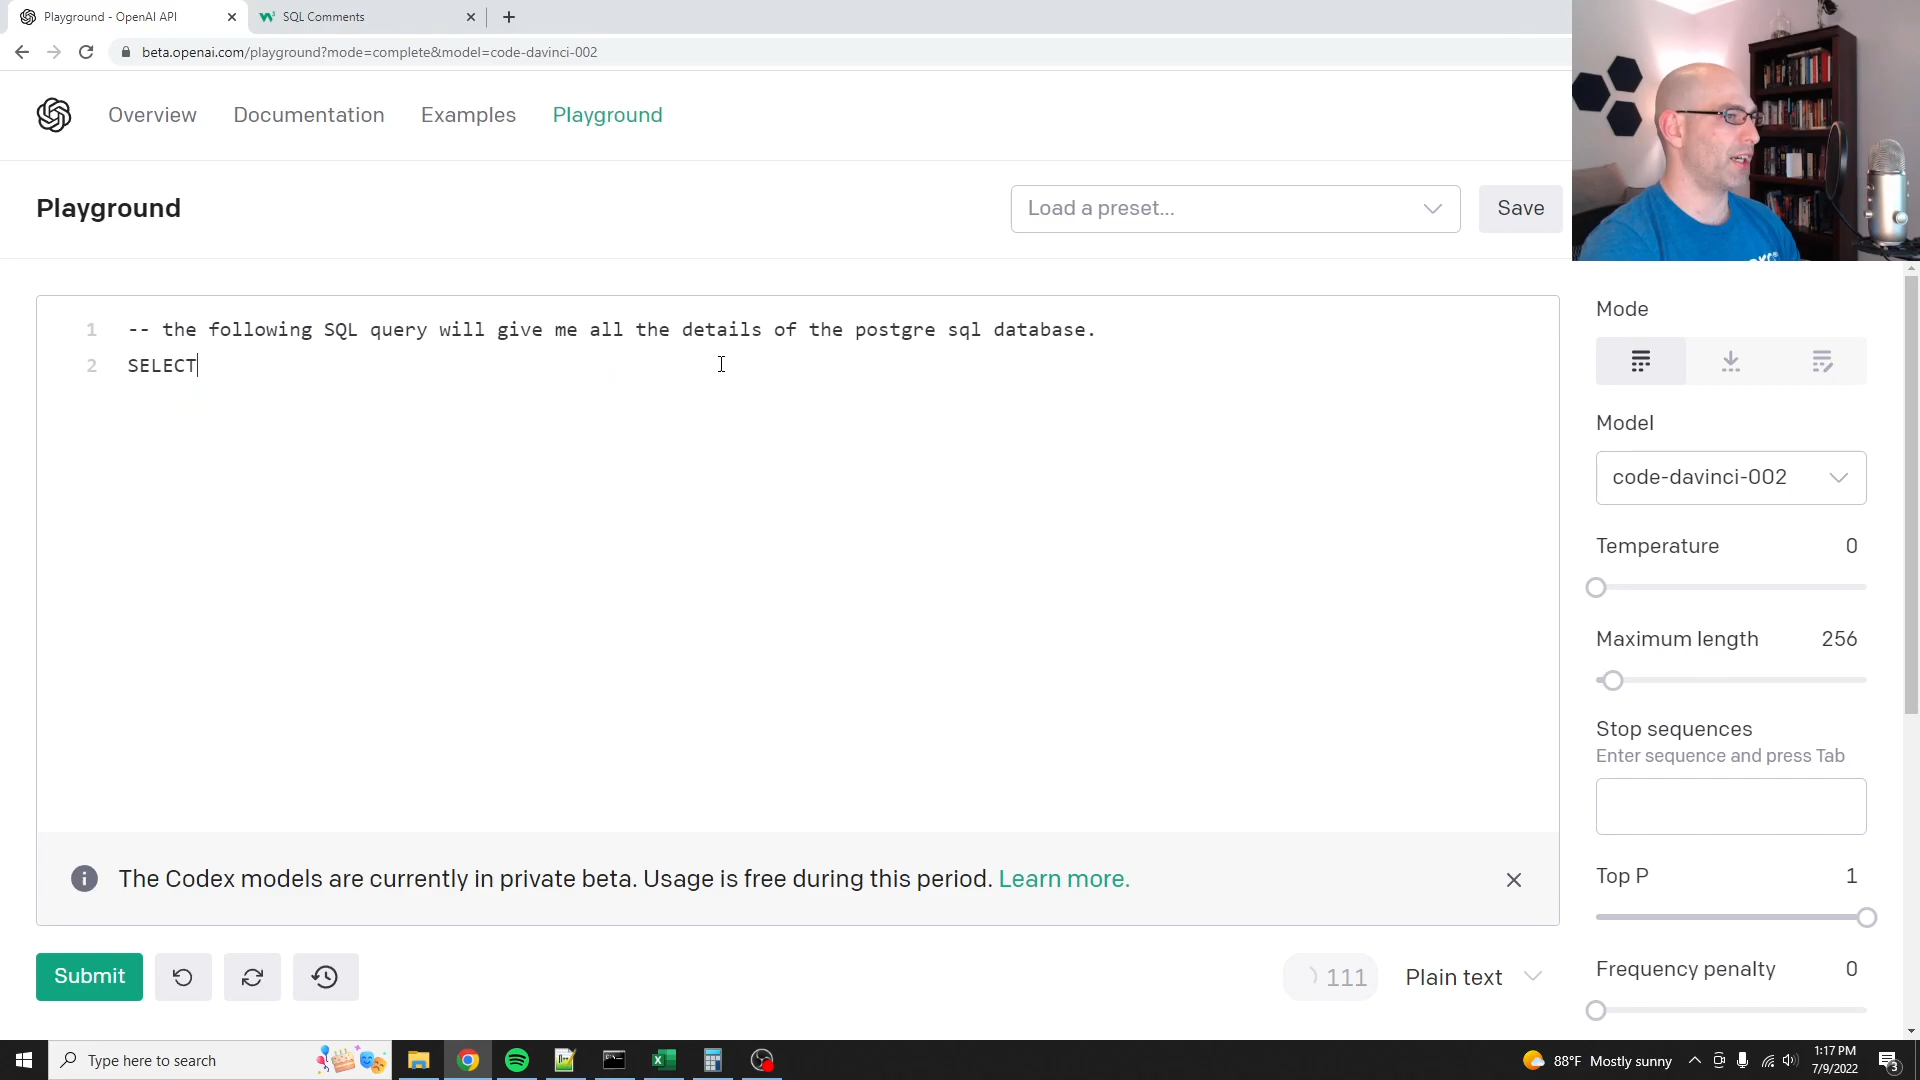 Playground - OpenAI API
SQL Comments
beta.openai.com/playground?mode=complete&model=code-davinci-002
Overview
Documentation
Examples
Playground
Playground
Load a preset...
Save
1 -- the following SQL query will give me all the details of the postgre sql database.
2 SELECT
The Codex models are currently in private beta. Usage is free during this period. Learn more.
Submit
111
Plain text
Mode
Model
code-davinci-002
Temperature 0
Maximum length 256
Stop sequences
Enter sequence and press Tab
Top P 1
Frequency penalty 0
Type here to search
88°F Mostly sunny
1:17 PM
7/9/2022
3